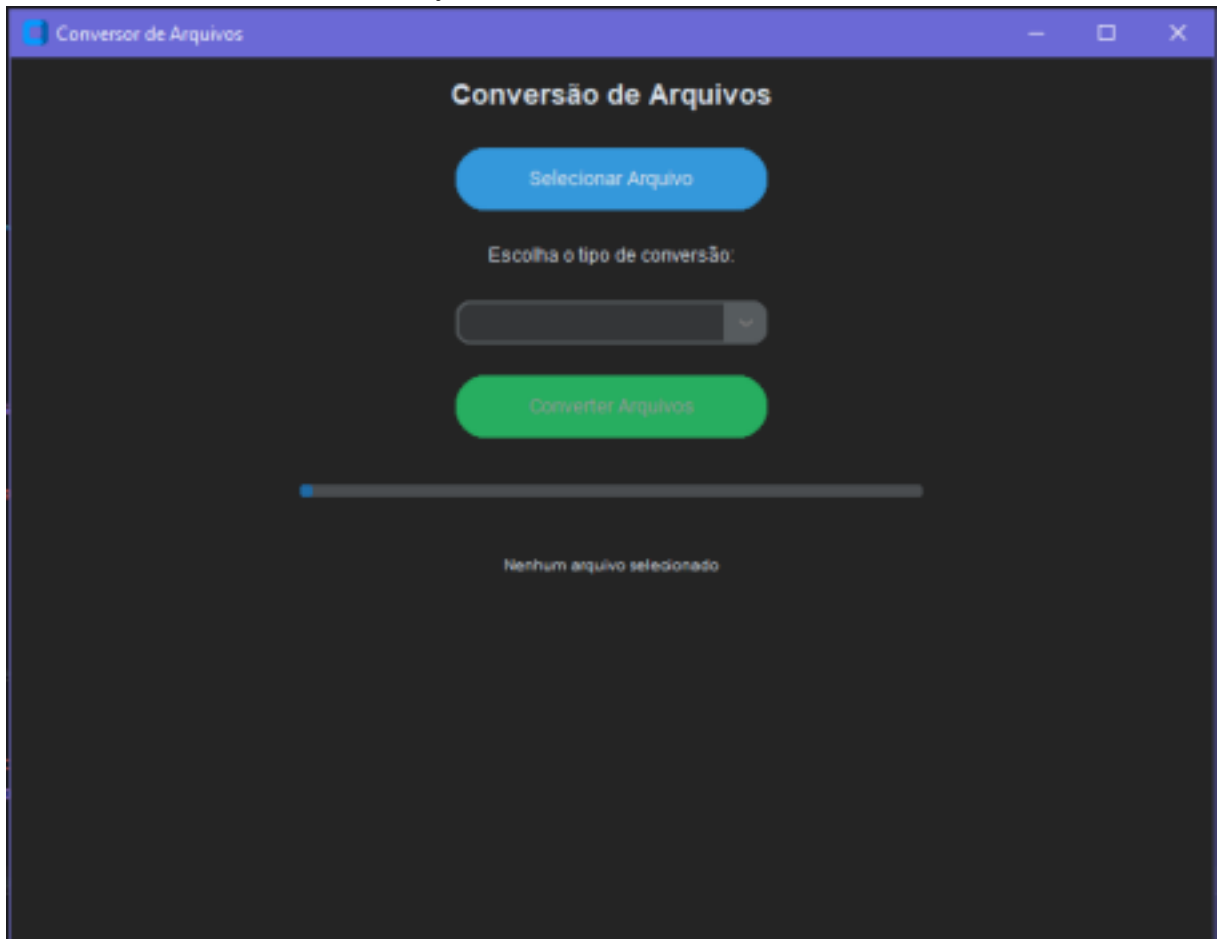 Conversor de Arquivos
Conversão de Arquivos
Selecionar Arquivo
Escolha o tipo de conversão:
Converter Arquivos
Nenhum arquivo selecionado